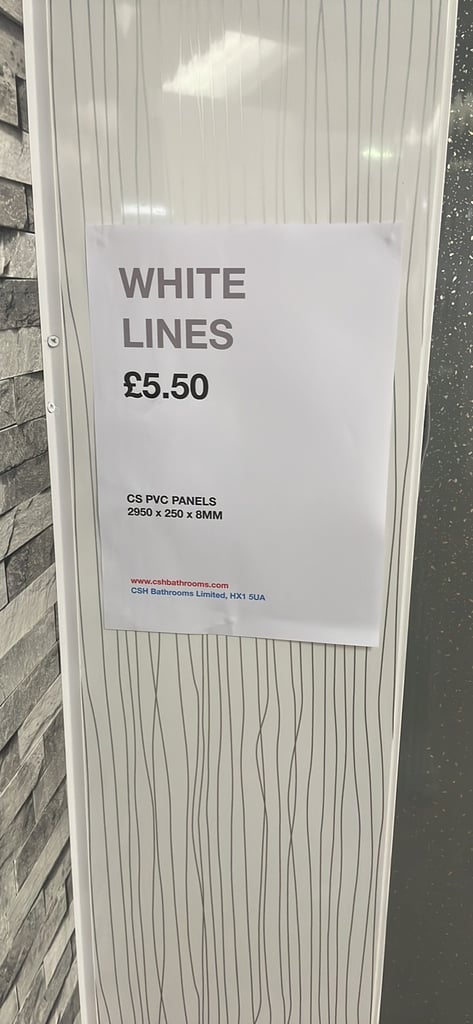 WHITE
LINES
£5.50
CS PVC PANELS
2950 x 250 x 8MM
www.cshbathrooms.com
CSH Bathrooms Limited, HX1 5UA